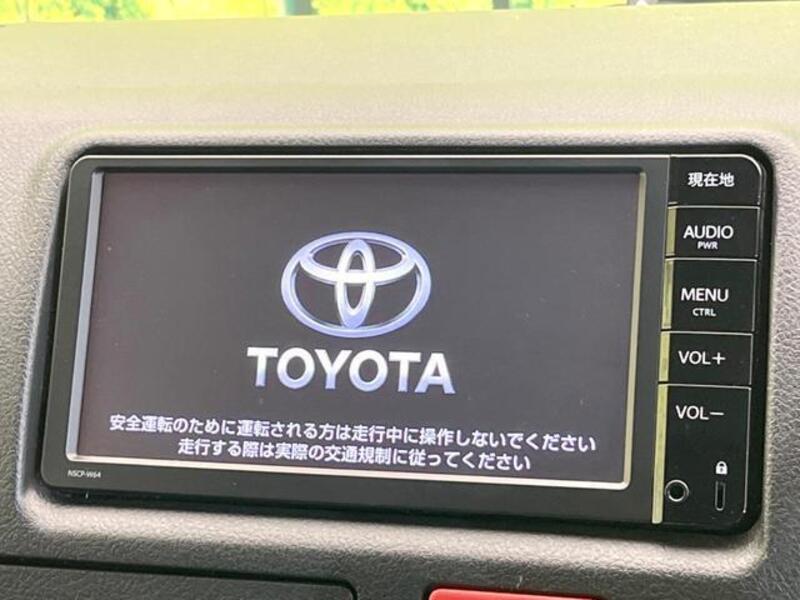 現在地
AUDIO
PWR
MENU
CTRL
VOL+
VOL-
TOYOTA
安全運転のために運転される方は走行中に操作しないでください
走行する際は実際の交通規制に従ってください
NSCP-W64